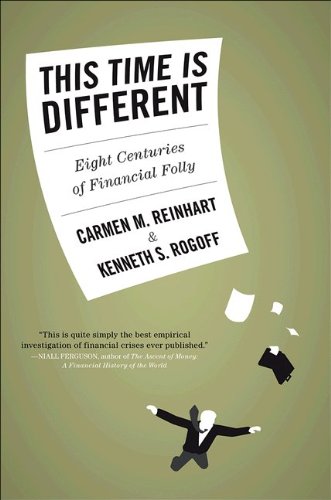 THIS TIME IS
DIFFERENT
Eight Centuries
of Financial Folly
CARMEN M. REINHART
&
KENNETH S. ROGOFF
"This is quite simply the best empirical
investigation of financial crises ever published."
—NIALL FERGUSON, author of The Ascent of Money:
A Financial History of the World